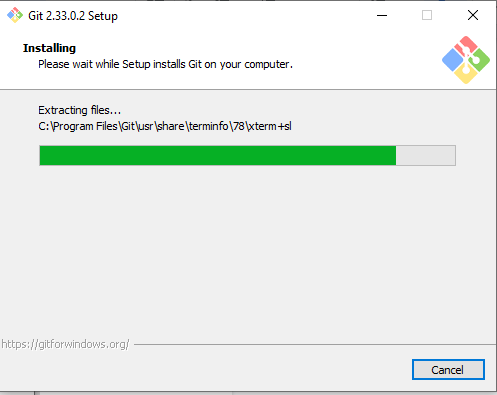 Git 2.33.0.2 Setup
Installing
Please wait while Setup installs Git on your computer.
Extracting files...
C:\Program Files\Git\usr\share\terminfo\78\xterm+sl
https://gitforwindows.org/
Cancel